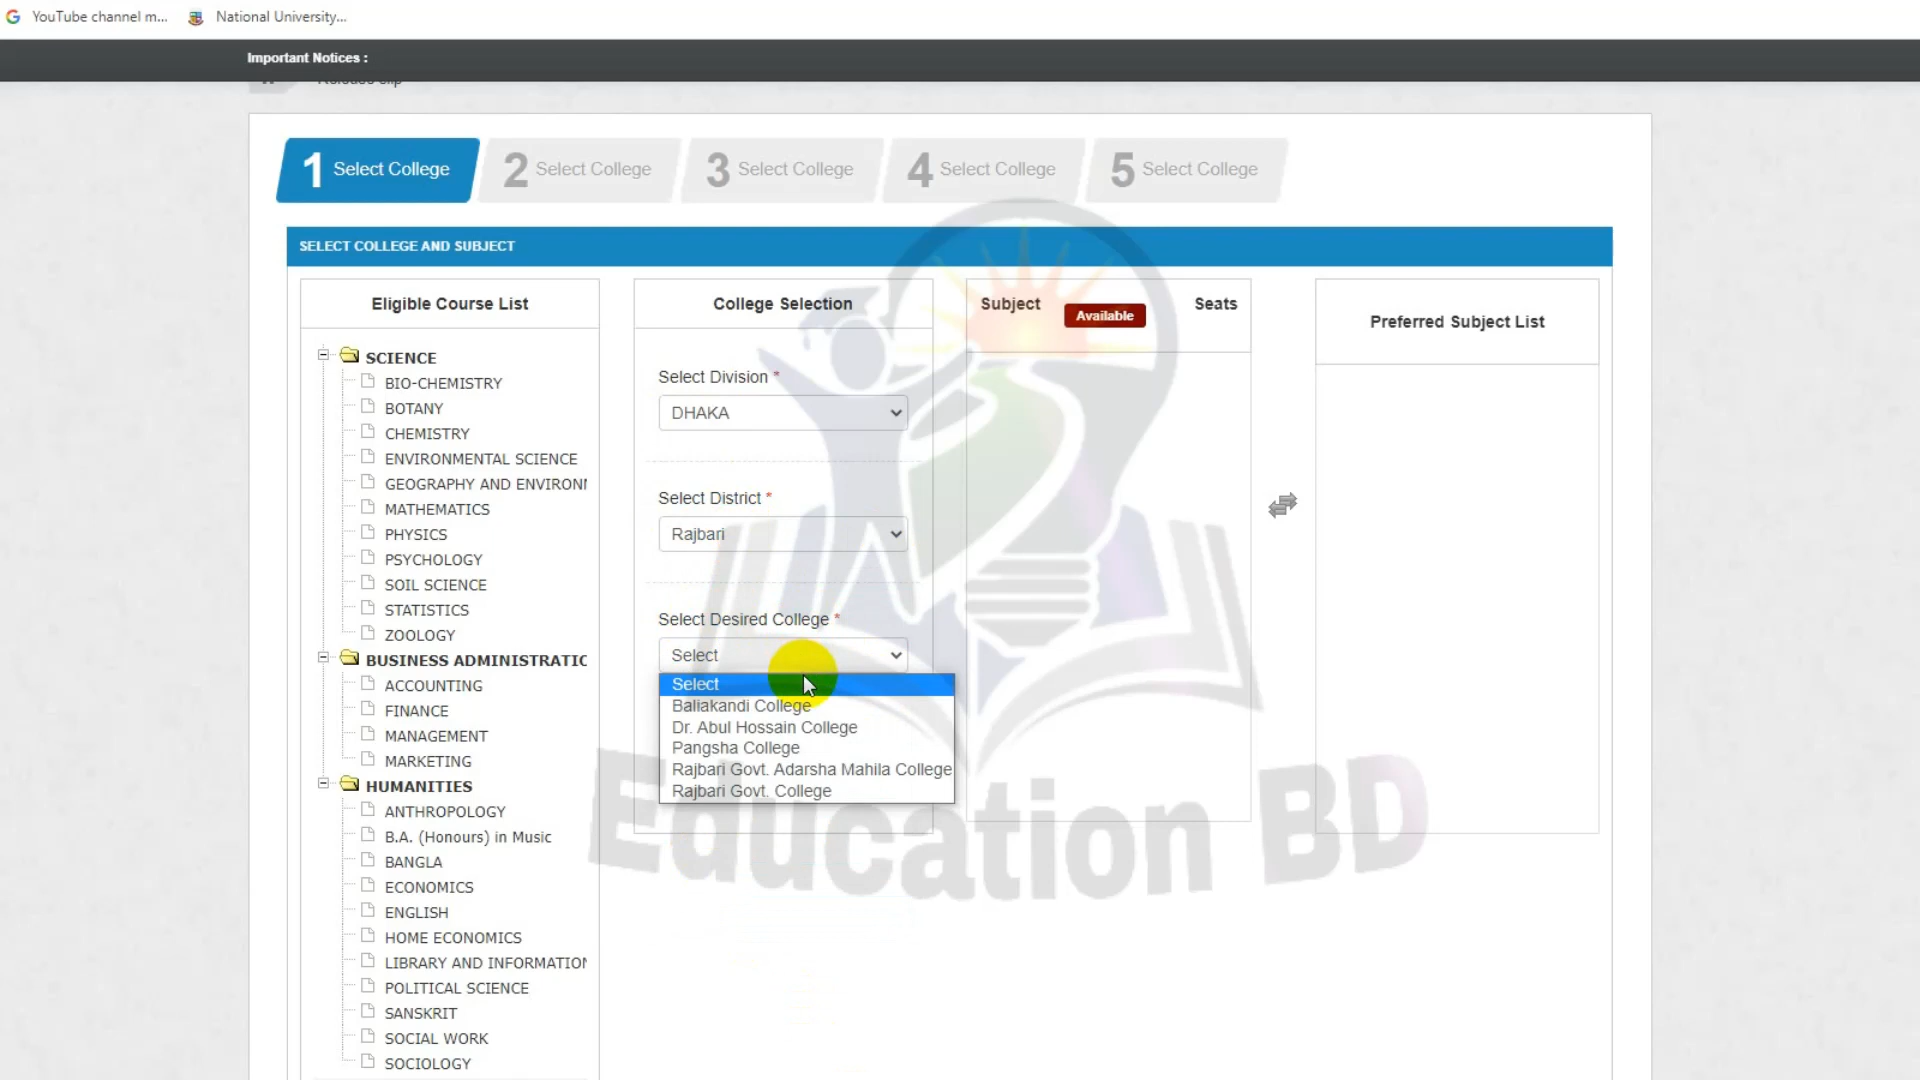 YouTube channel m...
National University...
Important Notices :
1 Select College
2 Select College
3 Select College
4 Select College
5 Select College
SELECT COLLEGE AND SUBJECT
Eligible Course List
SCIENCE
BIO-CHEMISTRY
BOTANY
CHEMISTRY
ENVIRONMENTAL SCIENCE
GEOGRAPHY AND ENVIRON
MATHEMATICS
PHYSICS
PSYCHOLOGY
SOIL SCIENCE
STATISTICS
ZOOLOGY
BUSINESS ADMINISTRATIO
ACCOUNTING
FINANCE
MANAGEMENT
MARKETING
HUMANITIES
ANTHROPOLOGY
B.A. (Honours) in Music
BANGLA
ECONOMICS
ENGLISH
HOME ECONOMICS
LIBRARY AND INFORMATION
POLITICAL SCIENCE
SANSKRIT
SOCIAL WORK
SOCIOLOGY
College Selection
Select Division *
DHAKA
Select District *
Rajbari
Select Desired College *
Select
Select
Baliakandi College
Dr. Abul Hossain College
Pangsha College
Rajbari Govt. Adarsha Mahila College
Rajbari Govt. College
Subject
Available
Seats
Preferred Subject List
Education BD